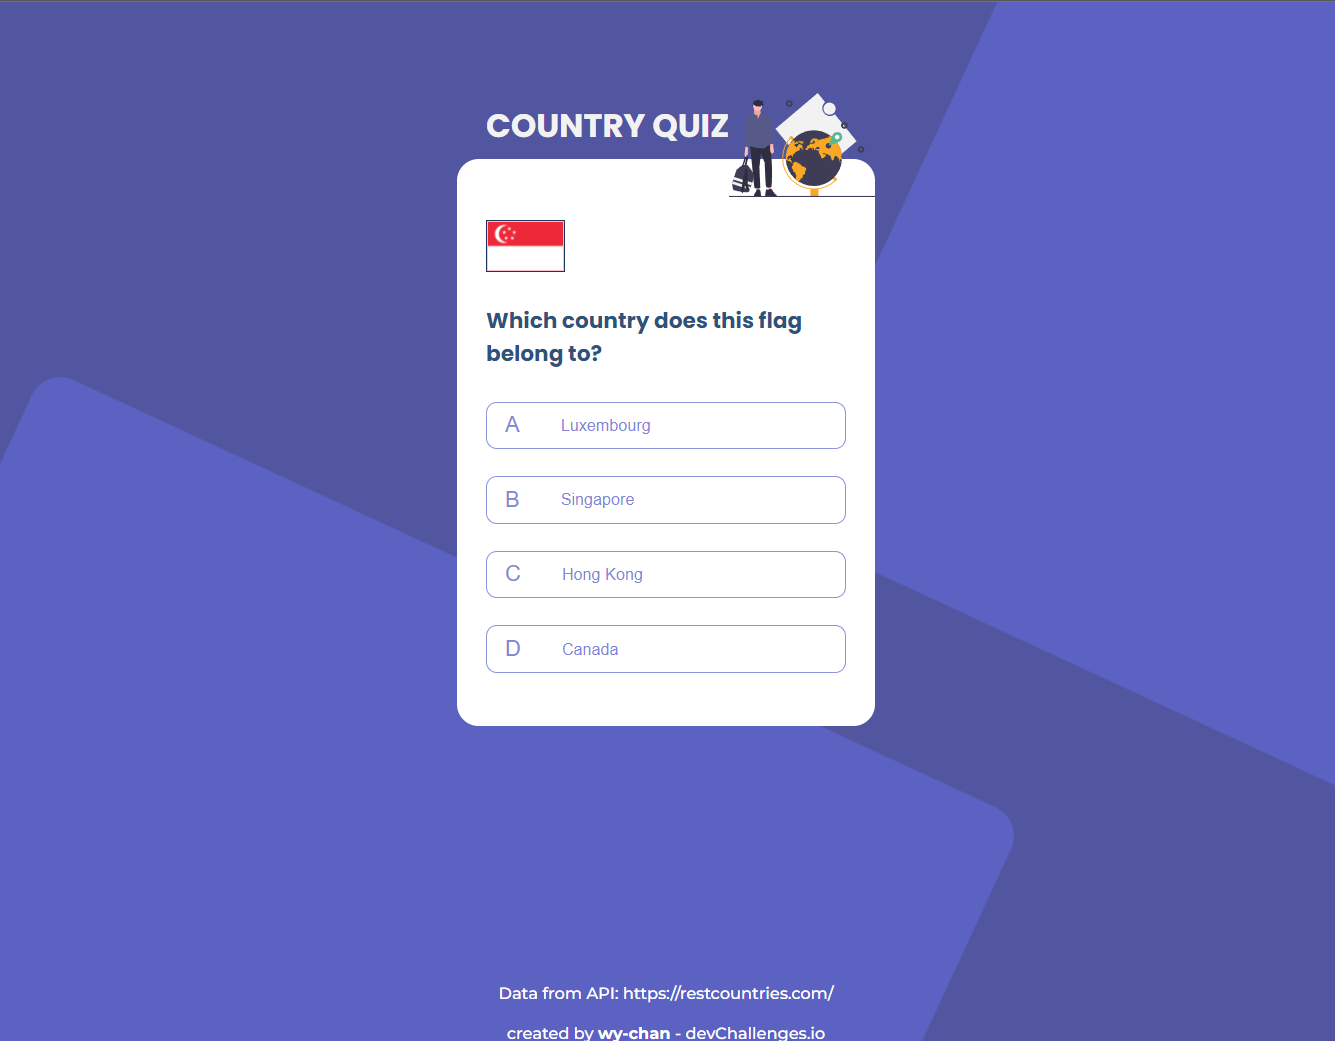 COUNTRY QUIZ
Which country does this flag
belong to?
A Luxembourg
B Singapore
C Hong Kong
D Canada
Data from API: https://restcountries.com/
created by wy-chan - devChallenges.io